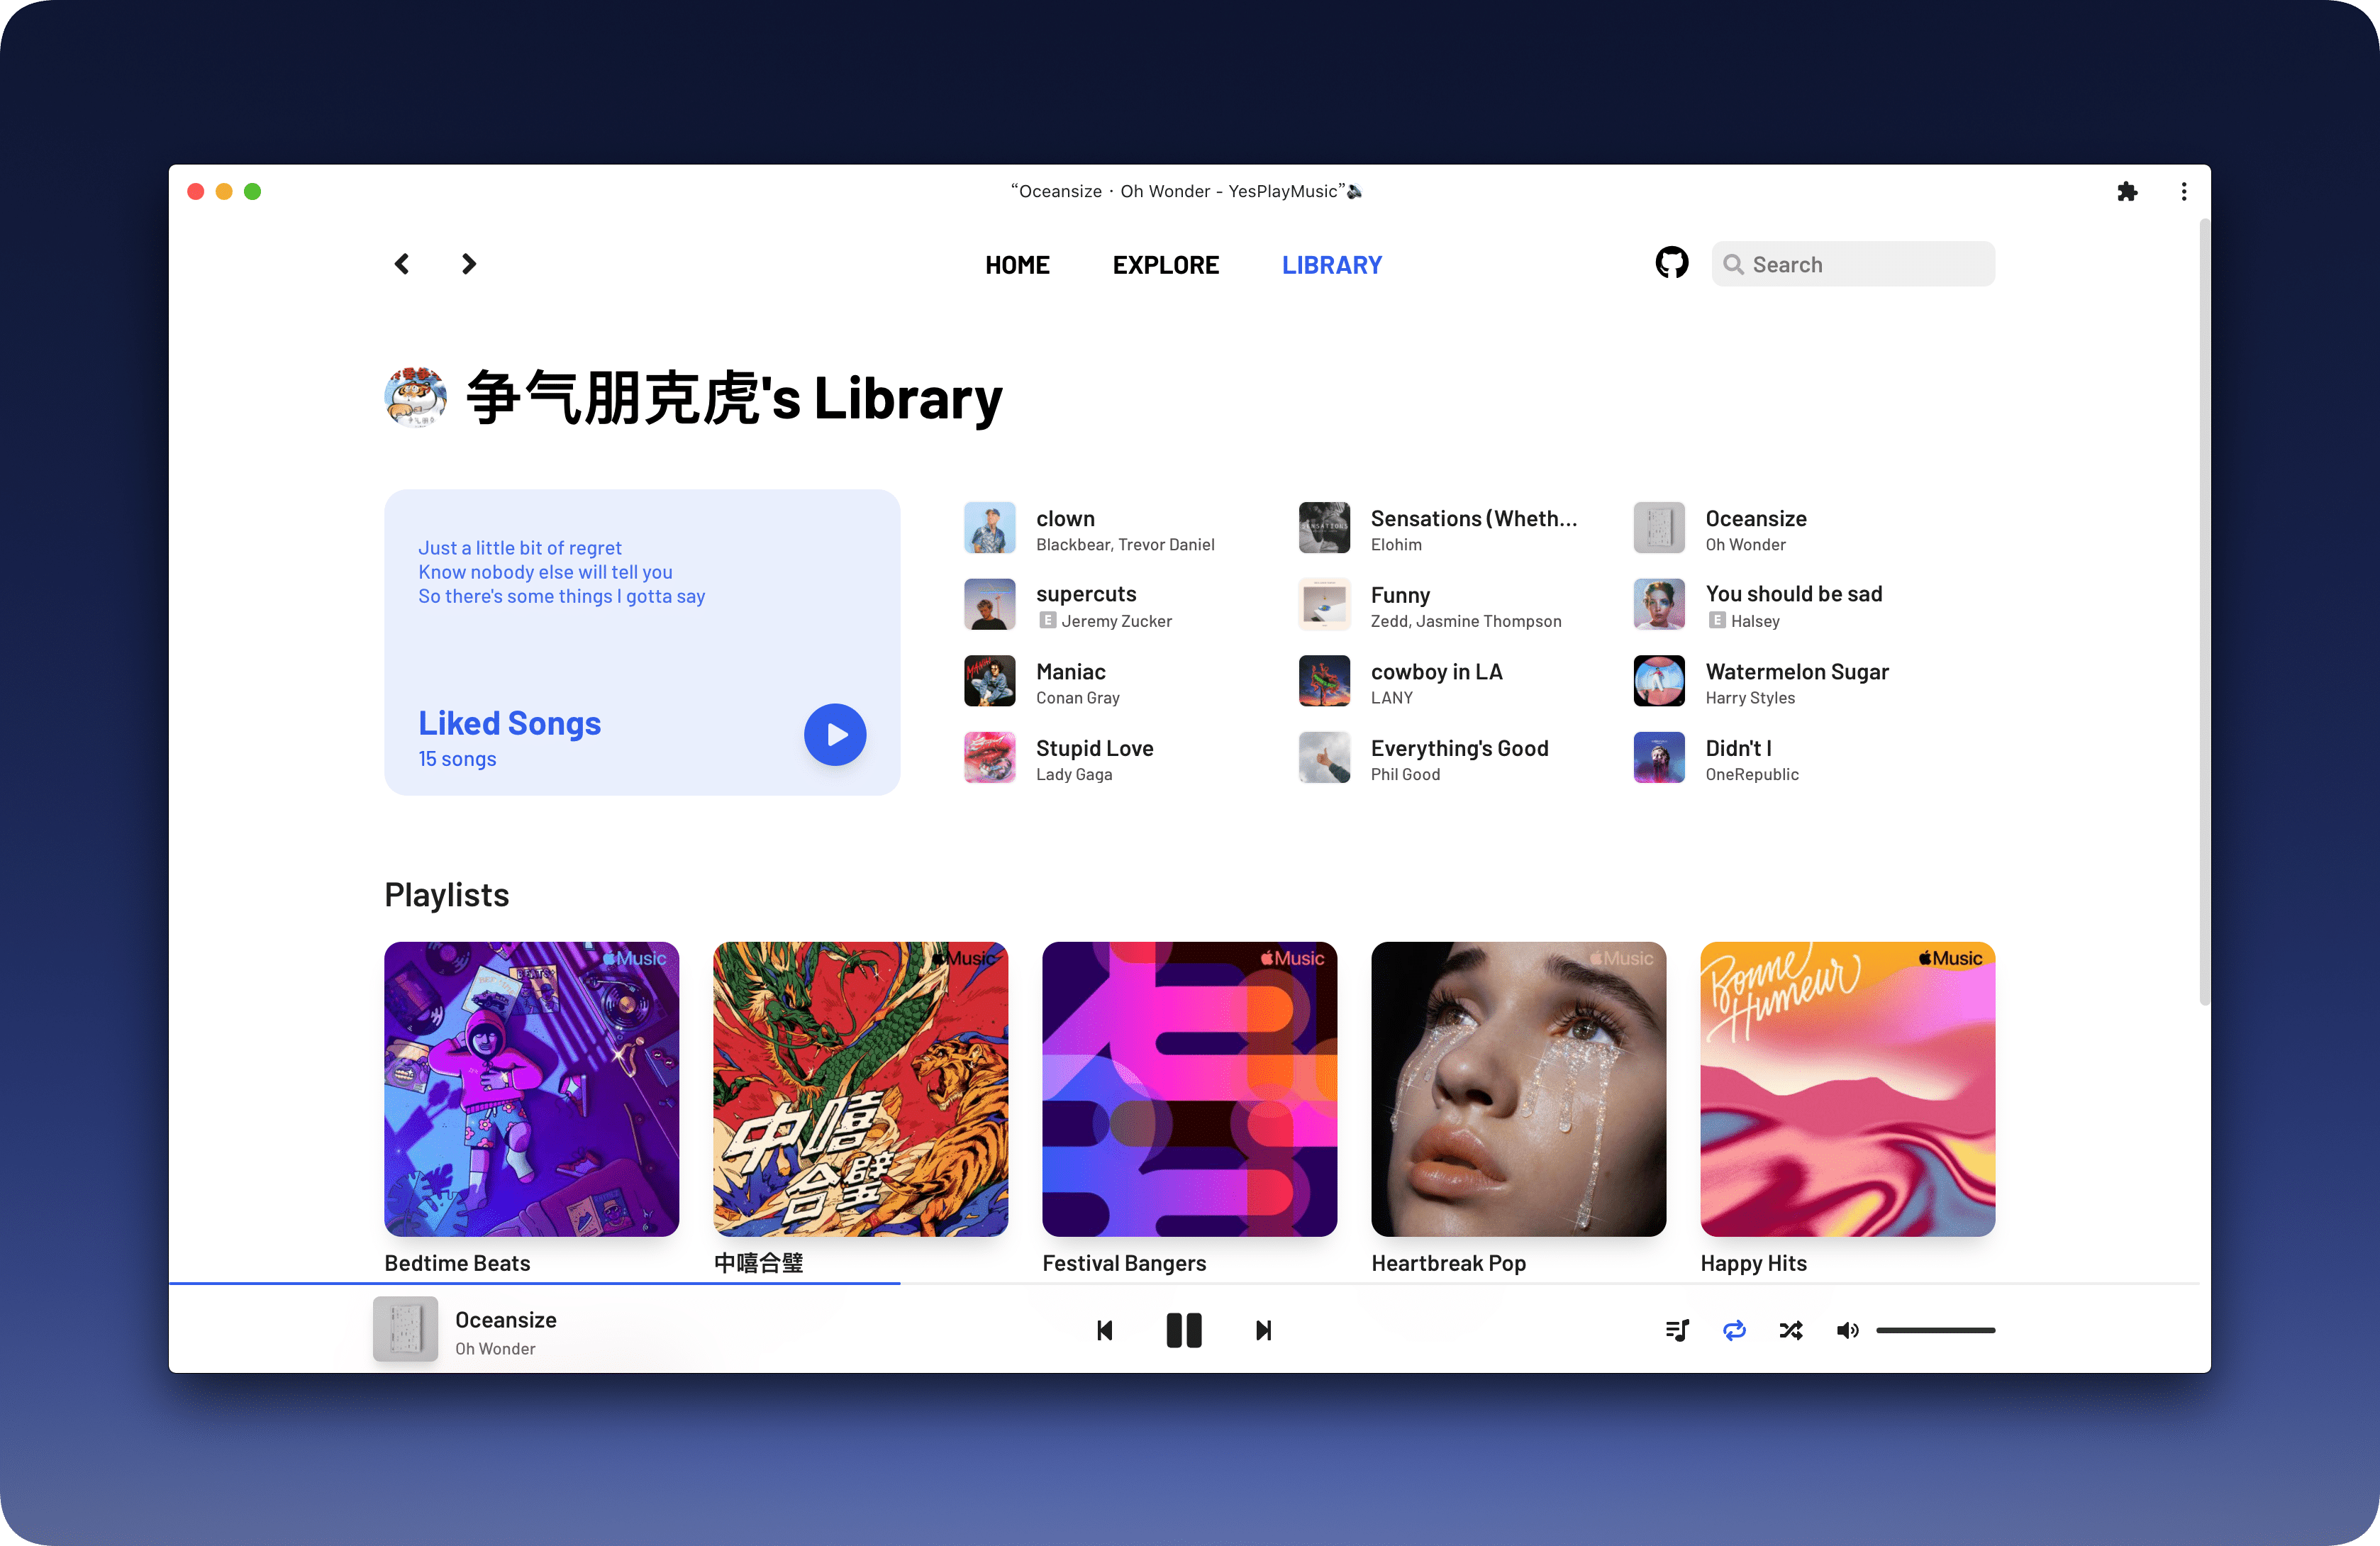 “Oceansize · Oh Wonder - YesPlayMusic”
HOME
EXPLORE
LIBRARY
Search
争气朋克虎's Library
Just a little bit of regret
Know nobody else will tell you
So there's some things I gotta say
Liked Songs
15 songs
clown
Blackbear, Trevor Daniel
Sensations (Wheth...
Elohim
Oceansize
Oh Wonder
supercuts
E Jeremy Zucker
Funny
Zedd, Jasmine Thompson
You should be sad
E Halsey
Maniac
Conan Gray
cowboy in LA
LANY
Watermelon Sugar
Harry Styles
Stupid Love
Lady Gaga
Everything's Good
Phil Good
Didn't I
OneRepublic
Playlists
Music
Music
中嘻
合璧
Music
Music
Bonne
Humeur
Music
Bedtime Beats
中嘻合璧
Festival Bangers
Heartbreak Pop
Happy Hits
Oceansize
Oh Wonder